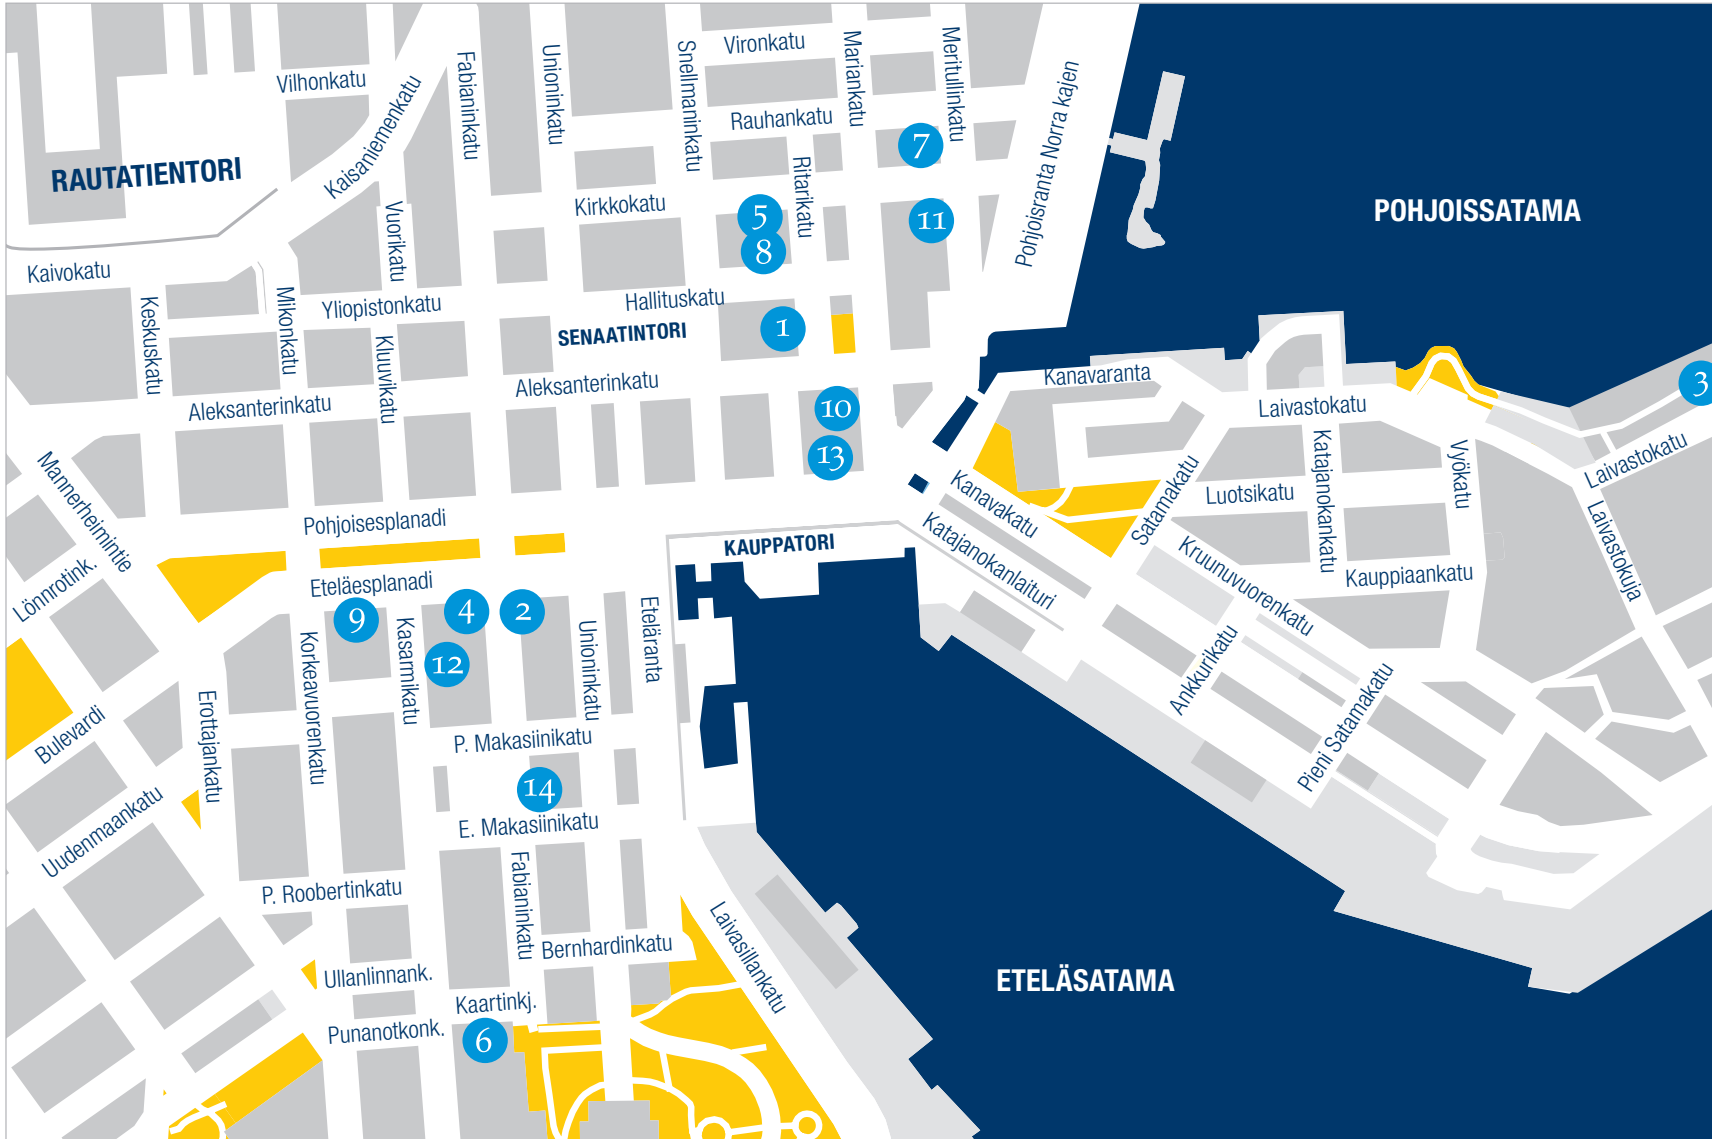 Vironkatu
Vilhonkatu
Kaisaniemenkatu
Fabianinkatu
Unioninkatu
Snellmaninkatu
Mariankatu
Meritullinkatu
Pohjoisranta Norra kajen
Rauhankatu
7
RAUTATIENTORI
Ritarikatu
Vuorikatu
Kirkkokatu
5
11
8
POHJOISSATAMA
Kaivokatu
Keskuskatu
Mikonkatu
Yliopistonkatu
Hallituskatu
Kluuvikatu
SENAATINTORI
1
Aleksanterinkatu
Aleksanterinkatu
Kanavaranta
3
10
13
Laivastokatu
Laivastokatu
Katajanokankatu
Vyökatu
Luotsikatu
Satamakatu
Laivastokuja
Mannerheimintie
Pohjoisesplanadi
Kanavakatu
Katajanokanlaituri
KAUPPATORI
Kruunuvuorenkatu
Kauppiaankatu
Lönnrotink.
Eteläesplanadi
9
4
2
12
Korkeavuorenkatu
Kasarmikatu
Unioninkatu
Eteläranta
Ankkurikatu
Pieni Satamakatu
Bulevardi
Erottajankatu
P. Makasiinikatu
14
E. Makasiinikatu
Uudenmaankatu
Fabianinkatu
P. Roobertinkatu
Bernhardinkatu
Laivasillankatu
Ullanlinnank.
ETELÄSATAMA
Kaartinkj.
Punanotkonk.
6